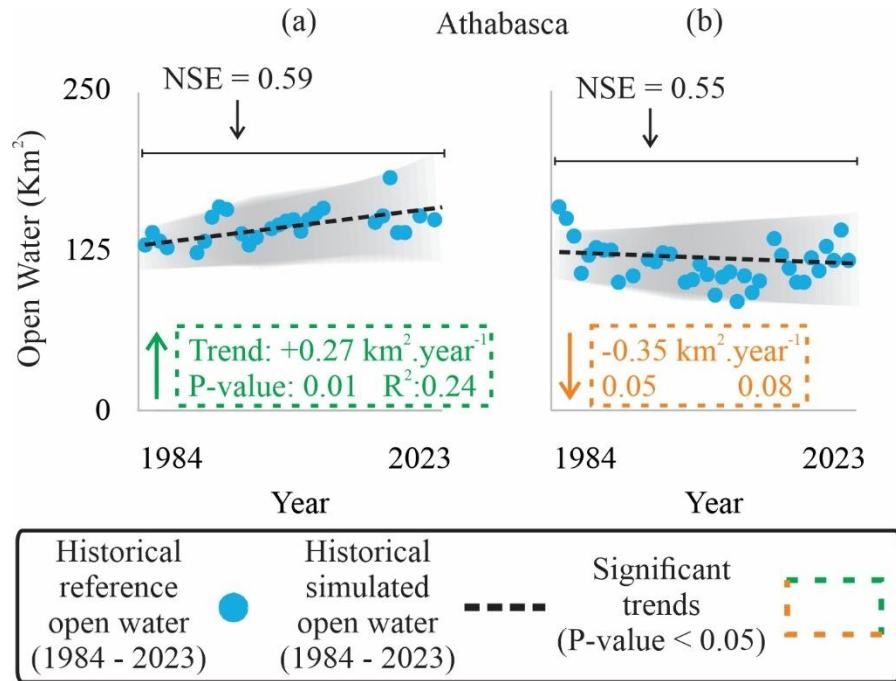 (a)
Athabasca
(b)
NSE = 0.59
NSE = 0.55
250
125
0
Open Water (Km²)
Trend: +0.27 km².year⁻¹
P-value: 0.01 R²:0.24
-0.35 km².year⁻¹
0.05 0.08
1984 2023
Year
1984 2023
Year
Historical
reference
open water
(1984 - 2023)
Historical
simulated
open water
(1984 - 2023)
Significant
trends
(P-value < 0.05)